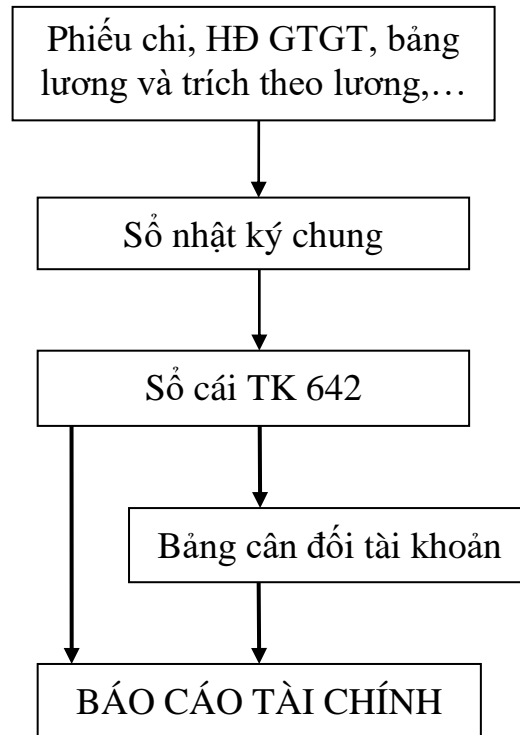 Phiếu chi, HĐ GTGT, bảng
lương và trích theo lương,…
Sổ nhật ký chung
Sổ cái TK 642
Bảng cân đối tài khoản
BÁO CÁO TÀI CHÍNH